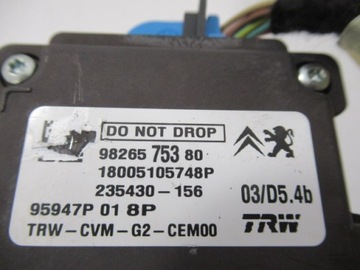 DO NOT DROP
98265 753 80
18005105748P
235430-156
03/D5.4b
95947P 01 8P
TRW
TRW-CVM-G2-CEM00